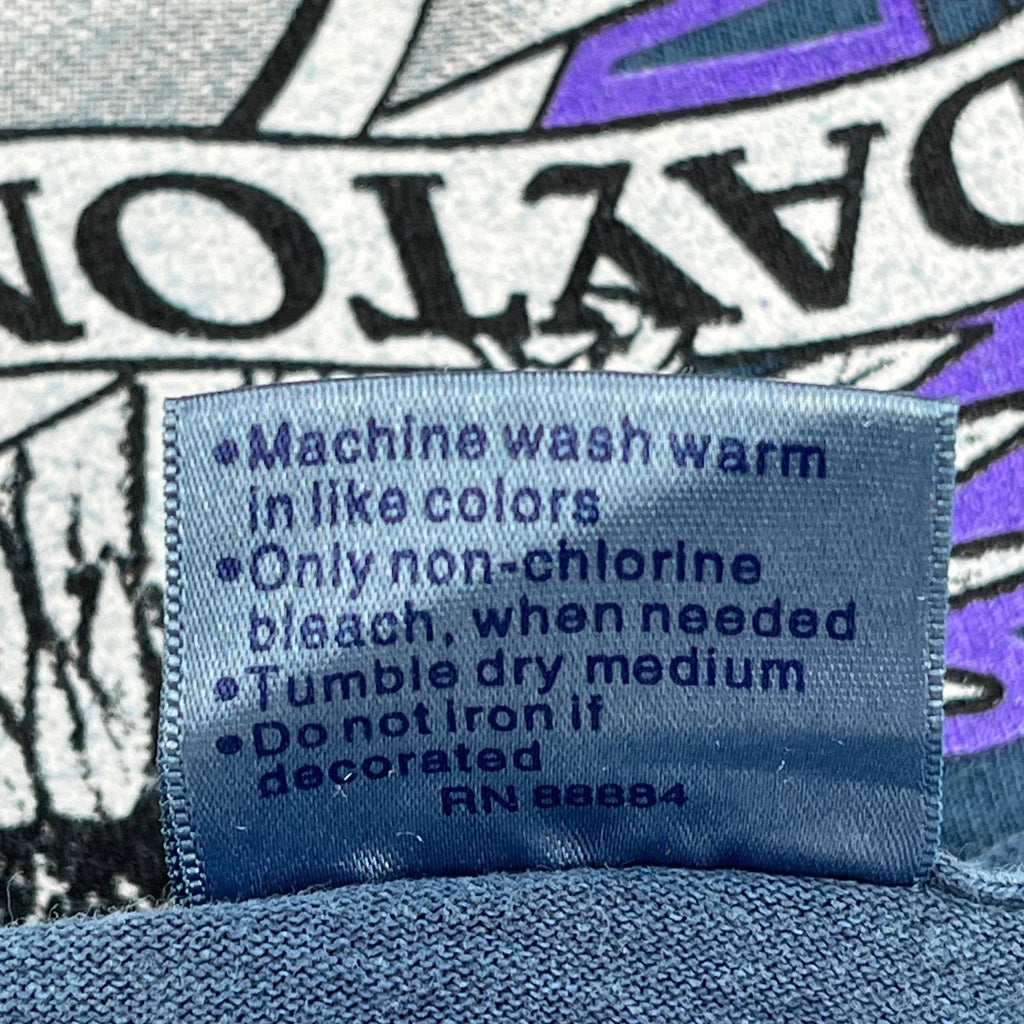 DAYTON
•Machine wash warm
in like colors
•Only non-chlorine
bleach, when needed
•Tumble dry medium
•Do not iron if
decorated
RN 88884